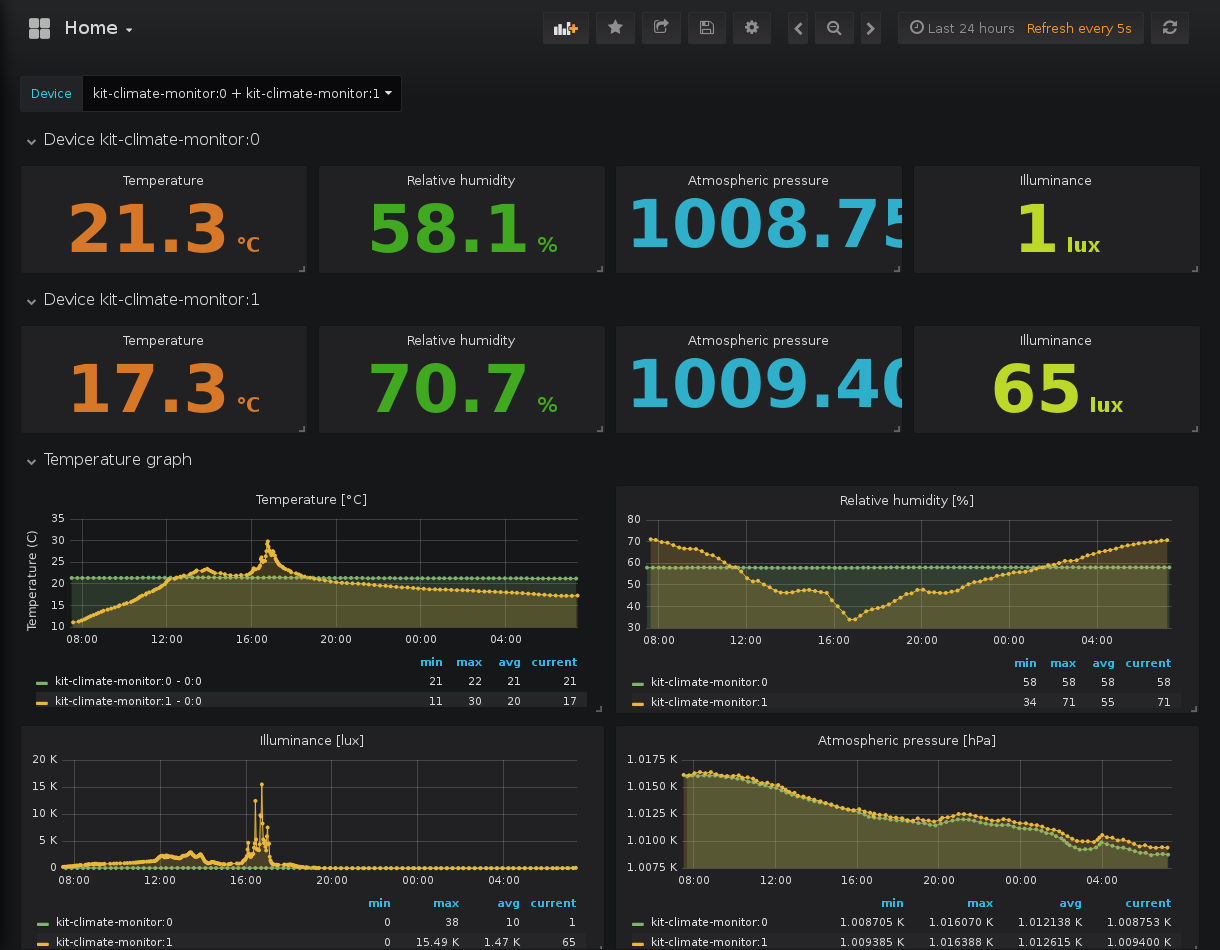 Home
Last 24 hours Refresh every 5s
Device kit-climate-monitor:0 + kit-climate-monitor:1
Device kit-climate-monitor:0
Temperature Relative humidity Atmospheric pressure Illuminance
21.3 °C 58.1 % 1008.75 1 lux
Device kit-climate-monitor:1
Temperature Relative humidity Atmospheric pressure Illuminance
17.3 °C 70.7 % 1009.40 65 lux
Temperature graph
Temperature [°C]
Temperature (C)
35
30
25
20
15
10
08:00 12:00 16:00 20:00 00:00 04:00
min max avg current
kit-climate-monitor:0 - 0:0 21 22 21 21
kit-climate-monitor:1 - 0:0 11 30 20 17
Relative humidity [%]
80
70
60
50
40
30
08:00 12:00 16:00 20:00 00:00 04:00
min max avg current
kit-climate-monitor:0 58 58 58 58
kit-climate-monitor:1 34 71 55 71
Illuminance [lux]
20 K
15 K
10 K
5 K
0
08:00 12:00 16:00 20:00 00:00 04:00
min max avg current
kit-climate-monitor:0 0 38 10 1
kit-climate-monitor:1 0 15.49 K 1.47 K 65
Atmospheric pressure [hPa]
1.0175 K
1.0150 K
1.0125 K
1.0100 K
1.0075 K
08:00 12:00 16:00 20:00 00:00 04:00
min max avg current
kit-climate-monitor:0 1.008705 K 1.016070 K 1.012138 K 1.008753 K
kit-climate-monitor:1 1.009385 K 1.016388 K 1.012615 K 1.009400 K